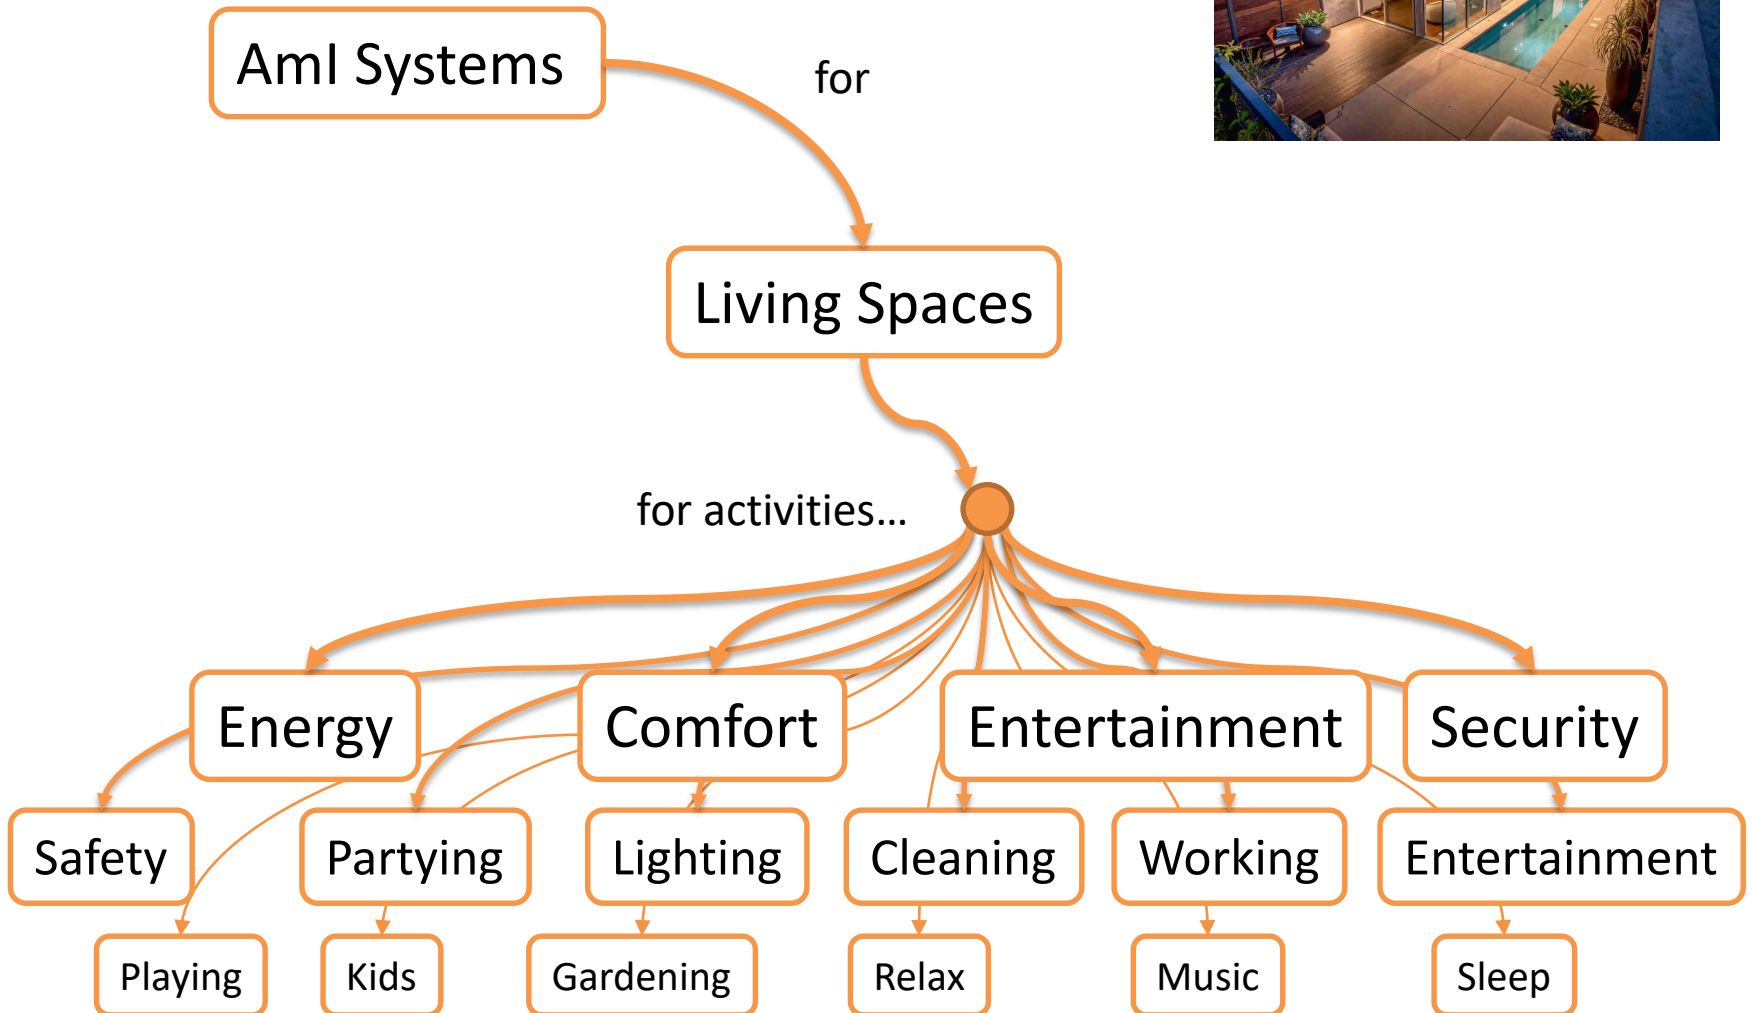 AmI Systems
for
Living Spaces
for activities...
Energy
Comfort
Entertainment
Security
Safety
Partying
Lighting
Cleaning
Working
Entertainment
Playing
Kids
Gardening
Relax
Music
Sleep